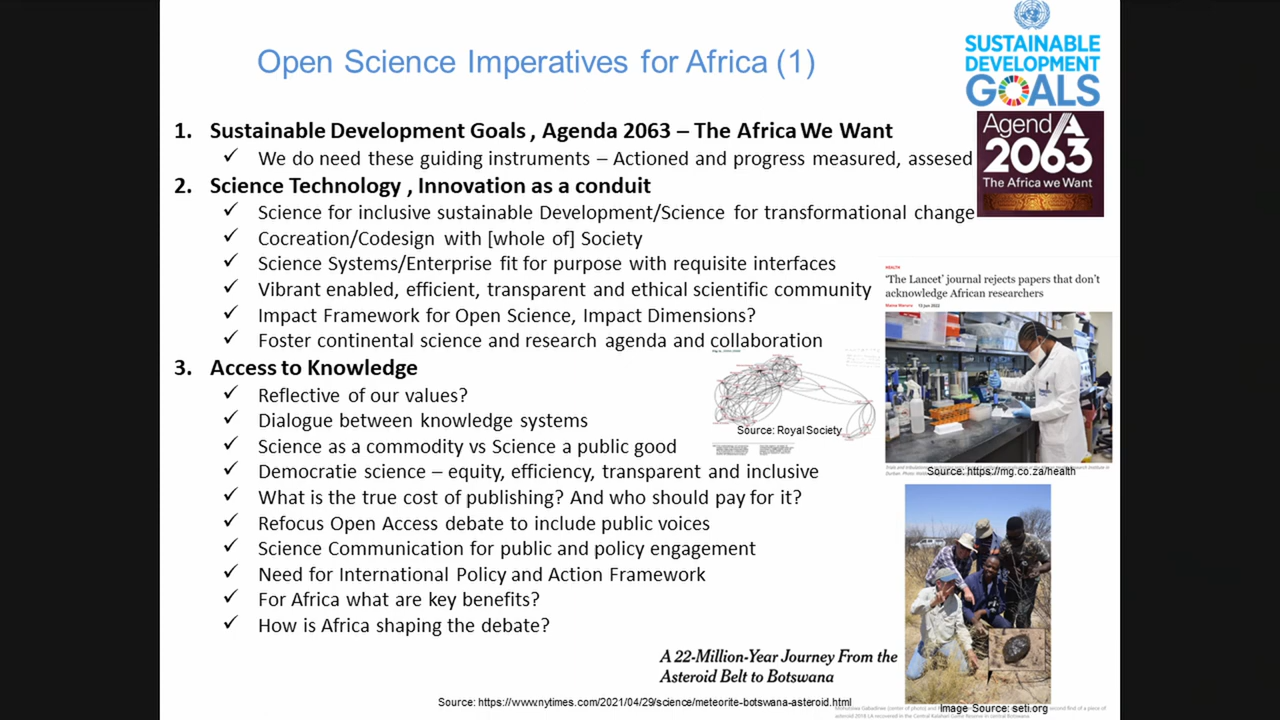 Open Science Imperatives for Africa (1)
SUSTAINABLE
DEVELOPMENT
GOALS
1. Sustainable Development Goals , Agenda 2063 – The Africa We Want
✓ We do need these guiding instruments – Actioned and progress measured, assesed
Agenda
2063
The Africa we Want
2. Science Technology , Innovation as a conduit
✓ Science for inclusive sustainable Development/Science for transformational change
✓ Cocreation/Codesign with [whole of] Society
✓ Science Systems/Enterprise fit for purpose with requisite interfaces
✓ Vibrant enabled, efficient, transparent and ethical scientific community
✓ Impact Framework for Open Science, Impact Dimensions?
✓ Foster continental science and research agenda and collaboration
HEALTH
'The Lancet' journal rejects papers that don't
acknowledge African researchers
13 Jun 2022
3. Access to Knowledge
✓ Reflective of our values?
✓ Dialogue between knowledge systems
✓ Science as a commodity vs Science a public good
✓ Democratie science – equity, efficiency, transparent and inclusive
✓ What is the true cost of publishing? And who should pay for it?
✓ Refocus Open Access debate to include public voices
✓ Science Communication for public and policy engagement
✓ Need for International Policy and Action Framework
✓ For Africa what are key benefits?
✓ How is Africa shaping the debate?
Source: Royal Society
Source: https://mg.co.za/health
A 22-Million-Year Journey From the
Asteroid Belt to Botswana
Source: https://www.nytimes.com/2021/04/29/science/meteorite-botswana-asteroid.html
Image Source: seti.org